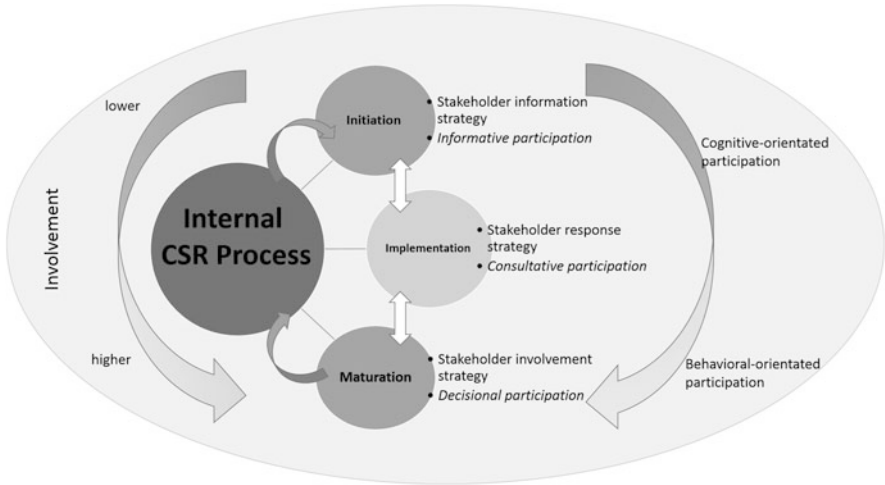 Involvement
lower
higher
Internal
CSR Process
Initiation
• Stakeholder information
strategy
• Informative participation
Implementation
• Stakeholder response
strategy
• Consultative participation
Maturation
• Stakeholder involvement
strategy
• Decisional participation
Cognitive-orientated
participation
Behavioral-orientated
participation